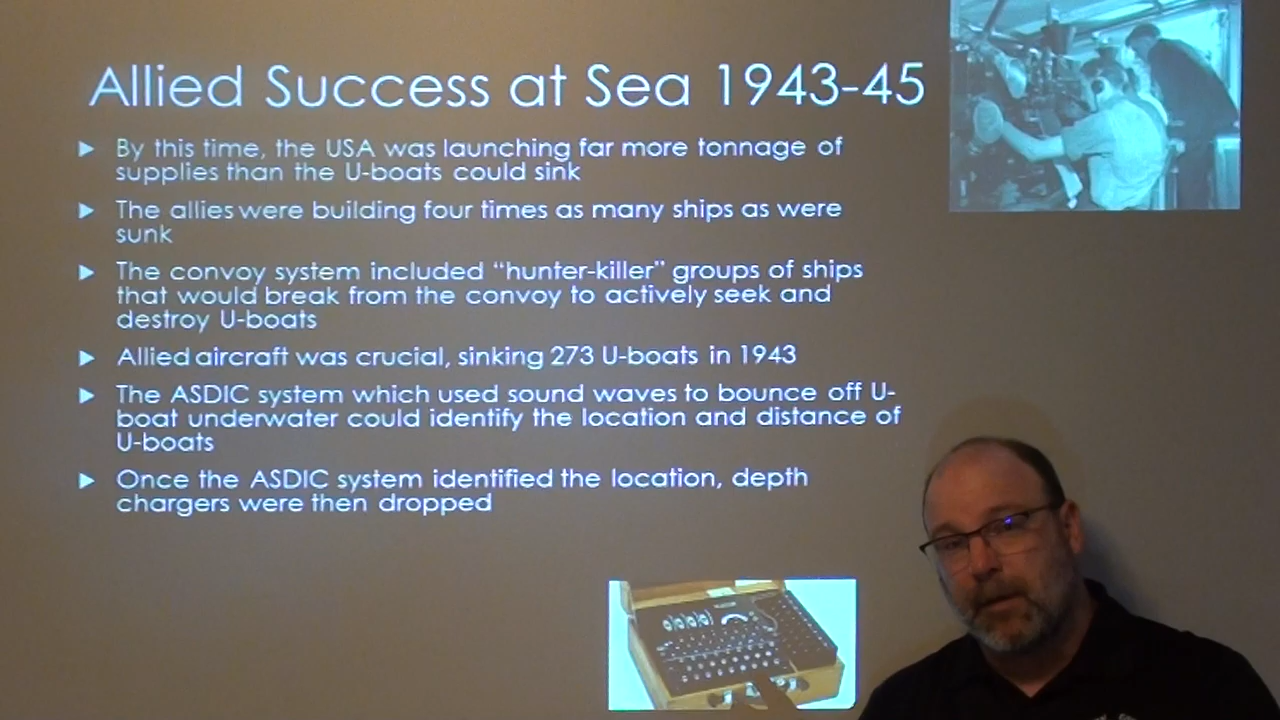 Allied Success at Sea 1943-45
▶ By this time, the USA was launching far more tonnage of
supplies than the U-boats could sink
▶ The allies were building four times as many ships as were
sunk
▶ The convoy system included “hunter-killer” groups of ships
that would break from the convoy to actively seek and
destroy U-boats
▶ Allied aircraft was crucial, sinking 273 U-boats in 1943
▶ The ASDIC system which used sound waves to bounce off U-
boat underwater could identify the location and distance of
U-boats
▶ Once the ASDIC system identified the location, depth
chargers were then dropped